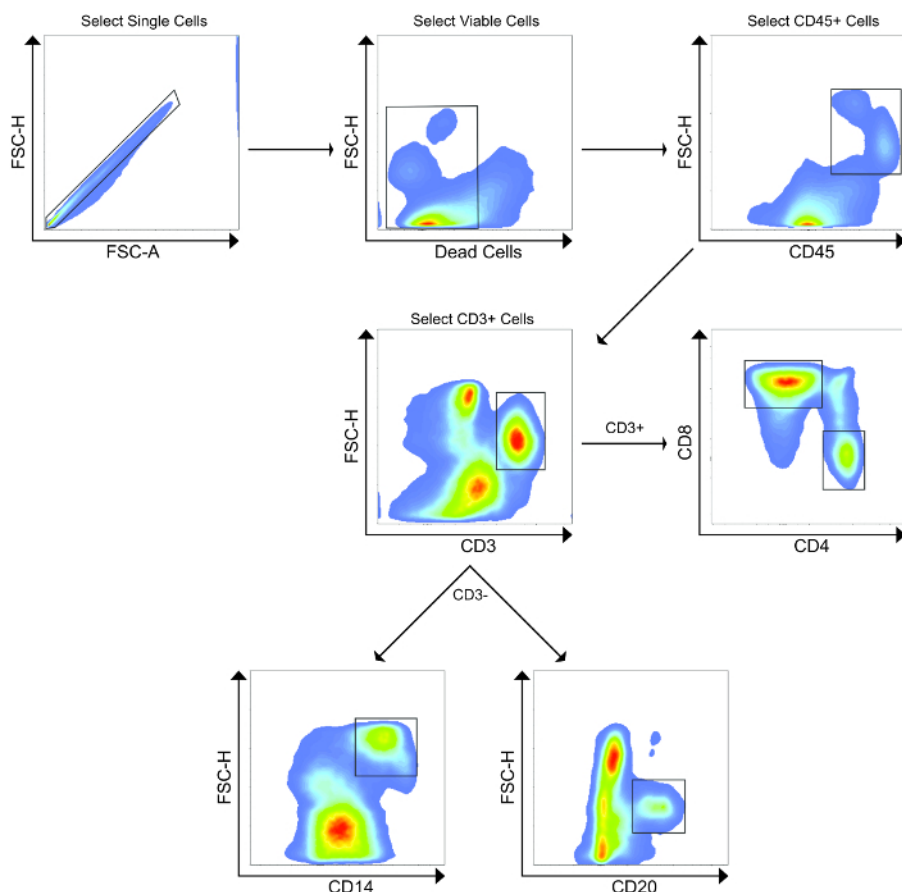 Select Single Cells
Select Viable Cells
Select CD45+ Cells
FSC-H
FSC-H
FSC-H
FSC-A
Dead Cells
CD45
Select CD3+ Cells
FSC-H
CD3+
CD8
CD3
CD4
CD3-
FSC-H
FSC-H
CD14
CD20